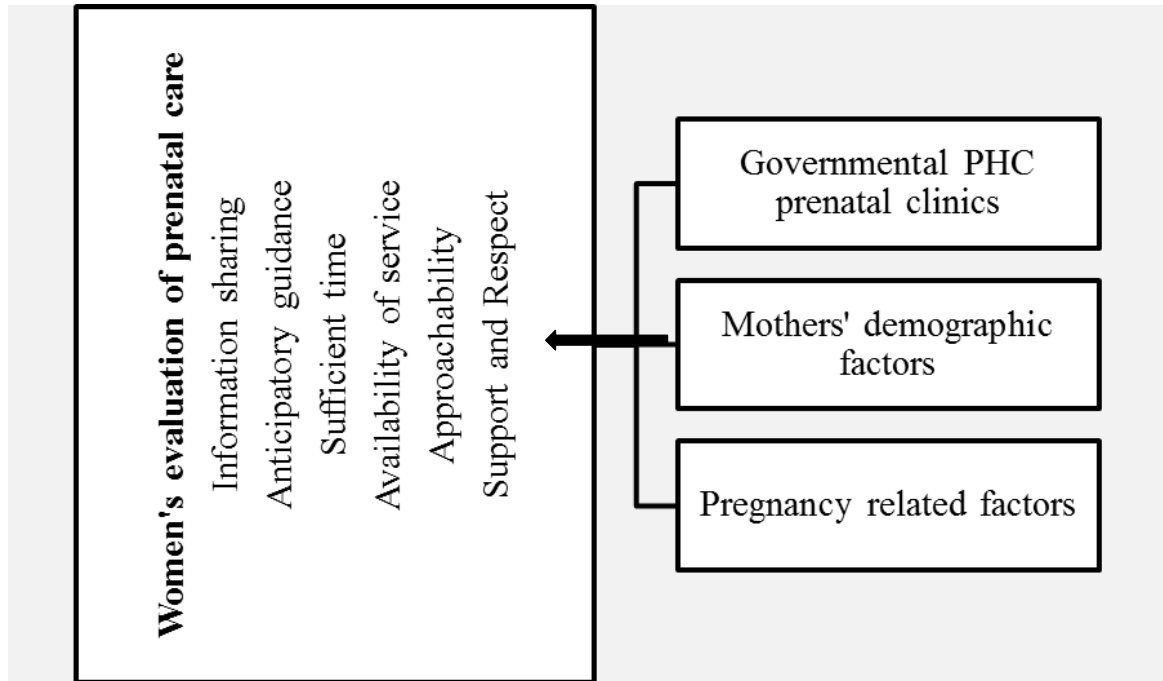 Women's evaluation of prenatal care
Information sharing
Anticipatory guidance
Sufficient time
Availability of service
Approachability
Support and Respect
Governmental PHC
prenatal clinics
Mothers' demographic
factors
Pregnancy related factors